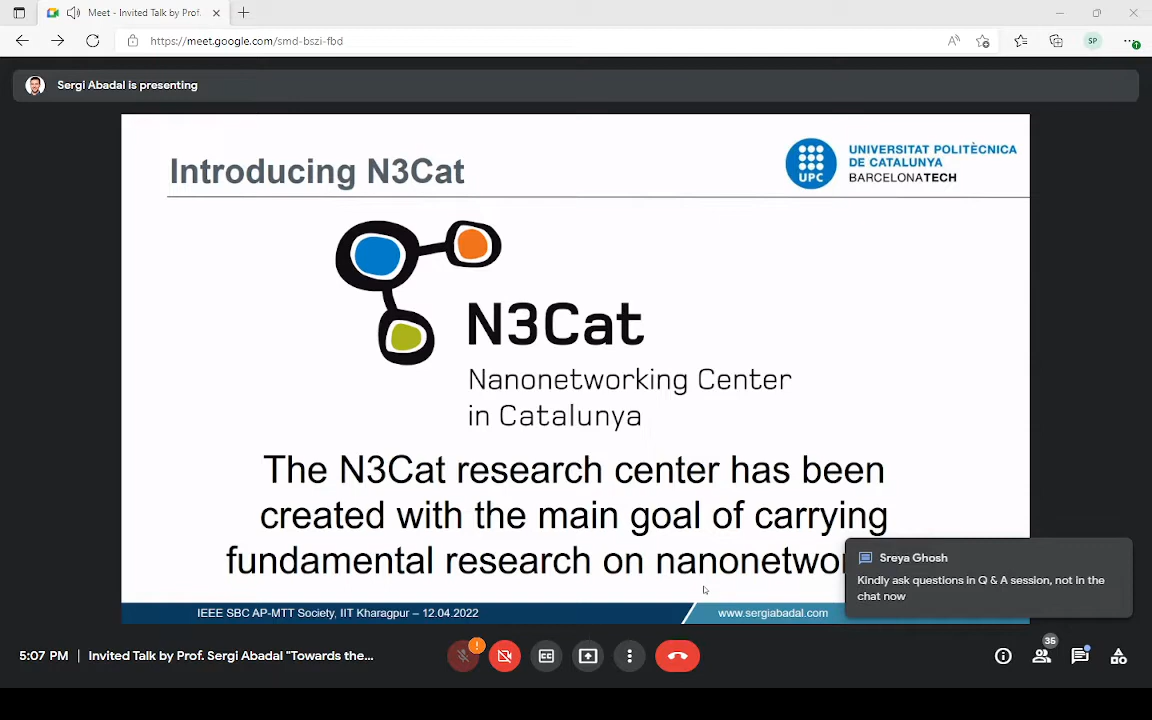 Meet - Invited Talk by Prof.
https://meet.google.com/smd-bszi-fbd
SP
Sergi Abadal is presenting
Introducing N3Cat
UPC
UNIVERSITAT POLITÈCNICA
DE CATALUNYA
BARCELONATECH
N3Cat
Nanonetworking Center
in Catalunya
The N3Cat research center has been
created with the main goal of carrying
fundamental research on
Sreya Ghosh
Kindly ask questions in Q & A session, not in the
chat now
IEEE SBC AP-MTT Society, IIT Kharagpur – 12.04.2022
www.sergiabadal.com
5:07 PM | Invited Talk by Prof. Sergi Abadal "Towards the...
CC
35